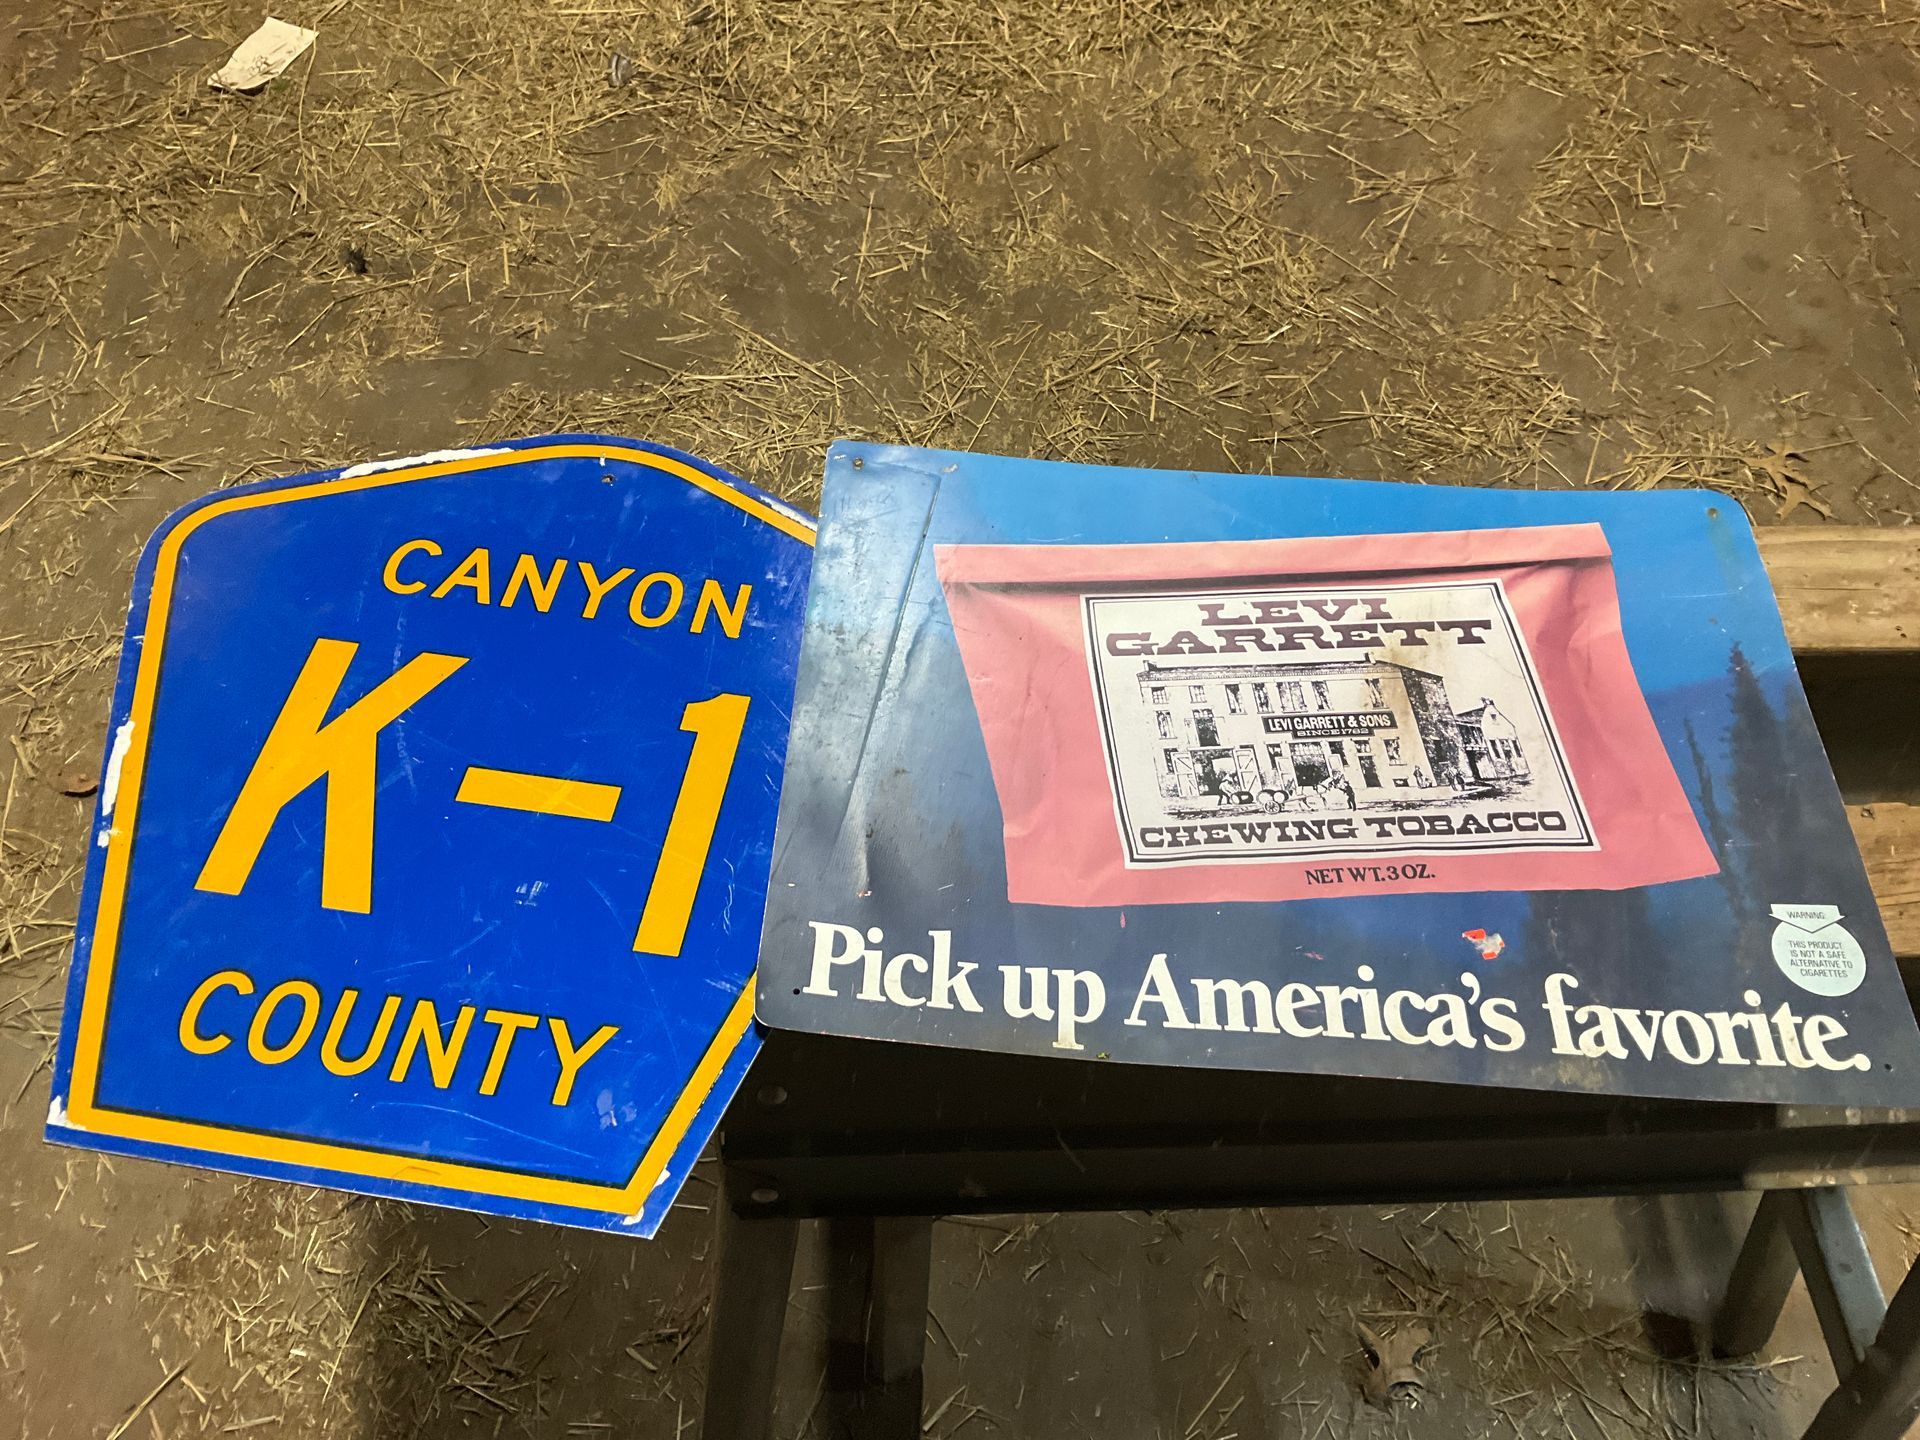 CANYON
K-1
COUNTY
LEVI
GARRETT
LEVI GARRETT & SONS
SINCE 1782
CHEWING TOBACCO
NET WT. 3 OZ.
WARNING:
THIS PRODUCT
IS NOT A SAFE
ALTERNATIVE TO
CIGARETTES
Pick up America's favorite.